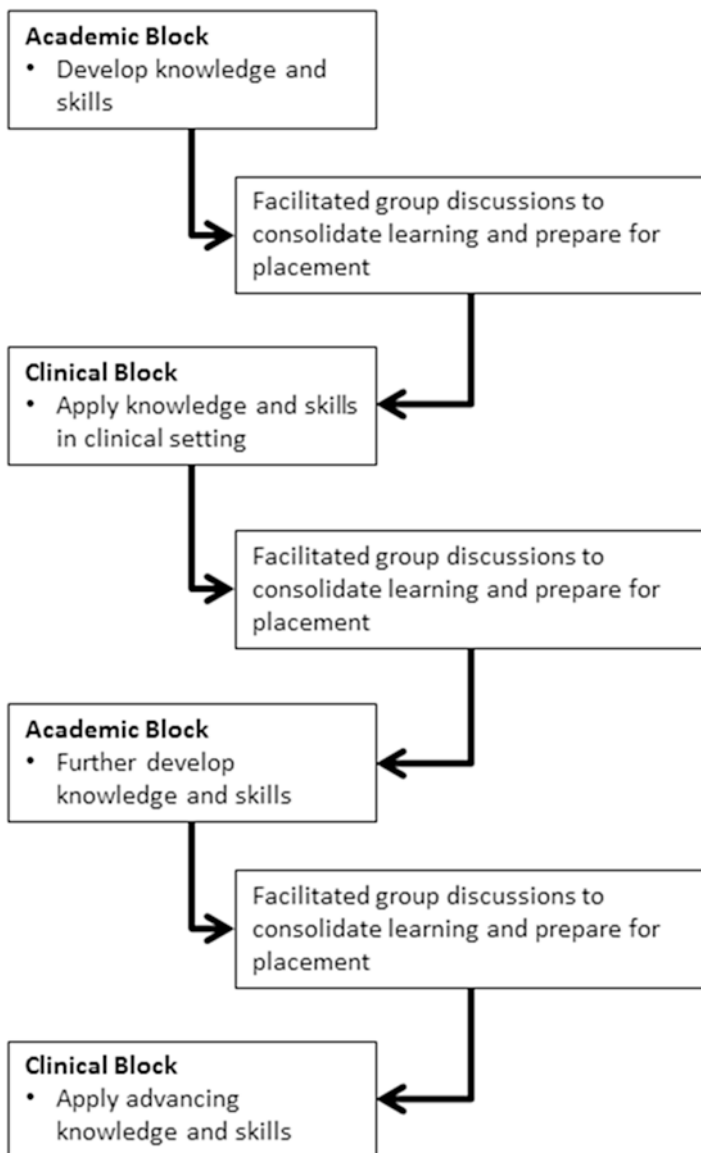 Academic Block
• Develop knowledge and
skills
Facilitated group discussions to
consolidate learning and prepare for
placement
Clinical Block
• Apply knowledge and skills
in clinical setting
Facilitated group discussions to
consolidate learning and prepare for
placement
Academic Block
• Further develop
knowledge and skills
Facilitated group discussions to
consolidate learning and prepare for
placement
Clinical Block
• Apply advancing
knowledge and skills